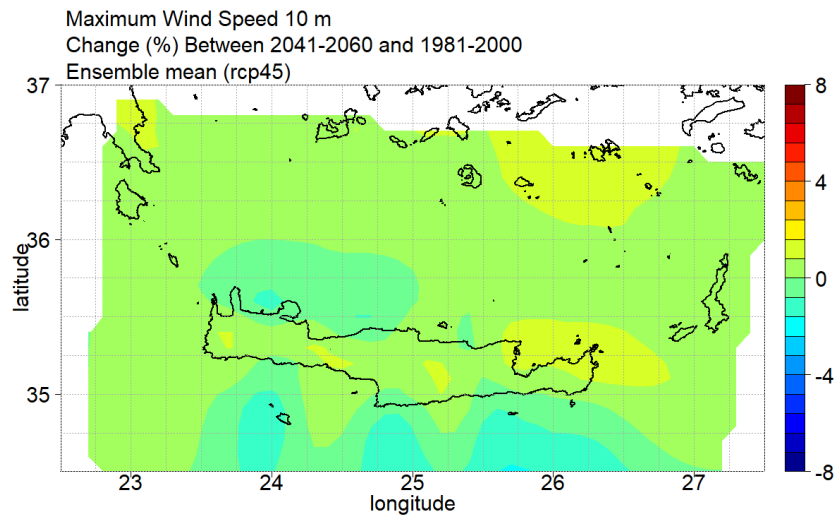 Maximum Wind Speed 10 m
Change (%) Between 2041-2060 and 1981-2000
Ensemble mean (rcp45)
37
36
35
latitude
23
24
25
26
27
longitude
8
4
0
-4
-8